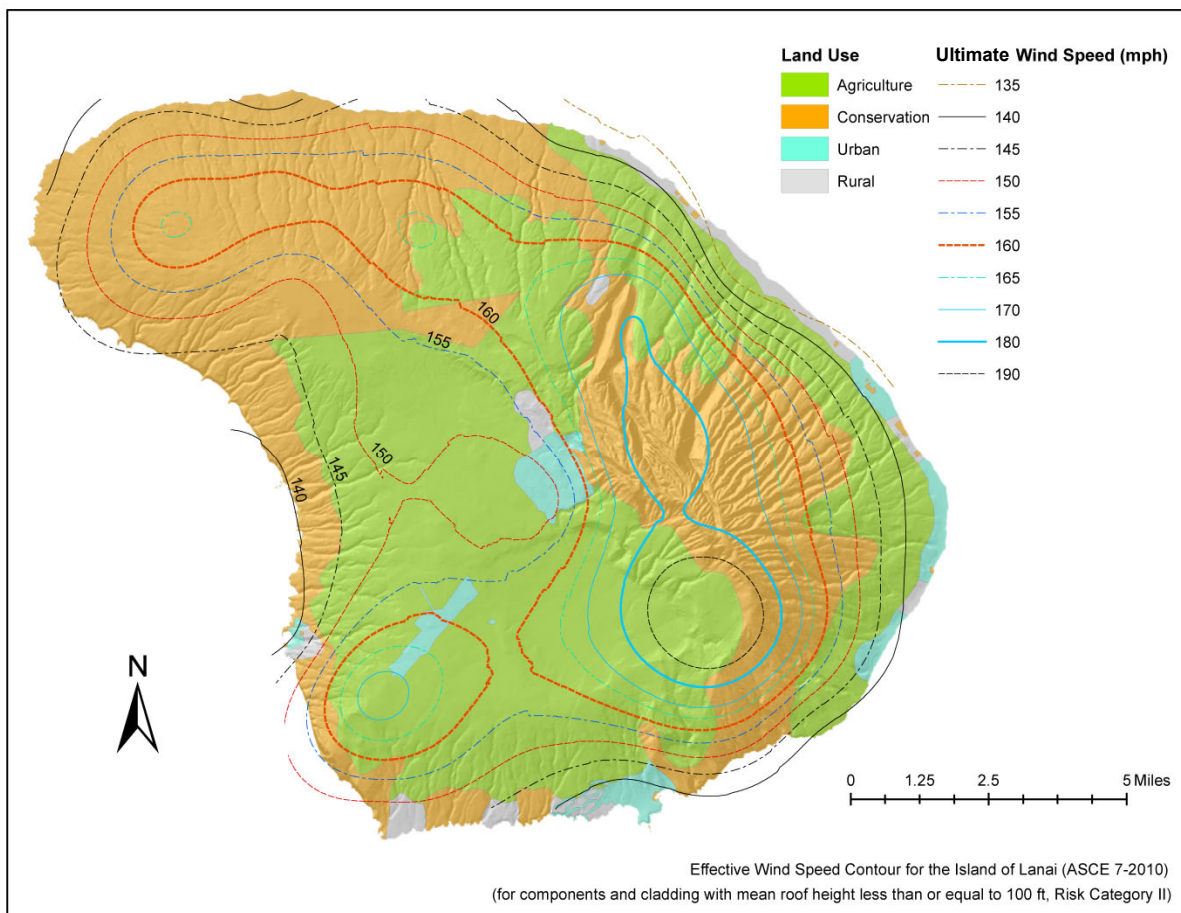 Land Use
Agriculture
Conservation
Urban
Rural
Ultimate Wind Speed (mph)
135
140
145
150
155
160
165
170
180
190
160
155
150
145
140
N
0 1.25 2.5 5 Miles
Effective Wind Speed Contour for the Island of Lanai (ASCE 7-2010)
(for components and cladding with mean roof height less than or equal to 100 ft, Risk Category II)